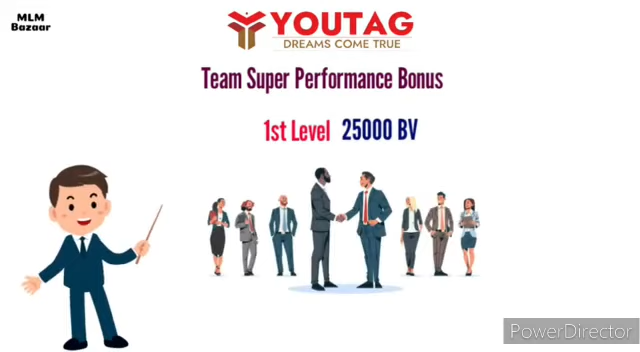 MLM
Bazaar
YOUTAG
DREAMS COME TRUE
Team Super Performance Bonus
1st Level 25000 BV
PowerDirector